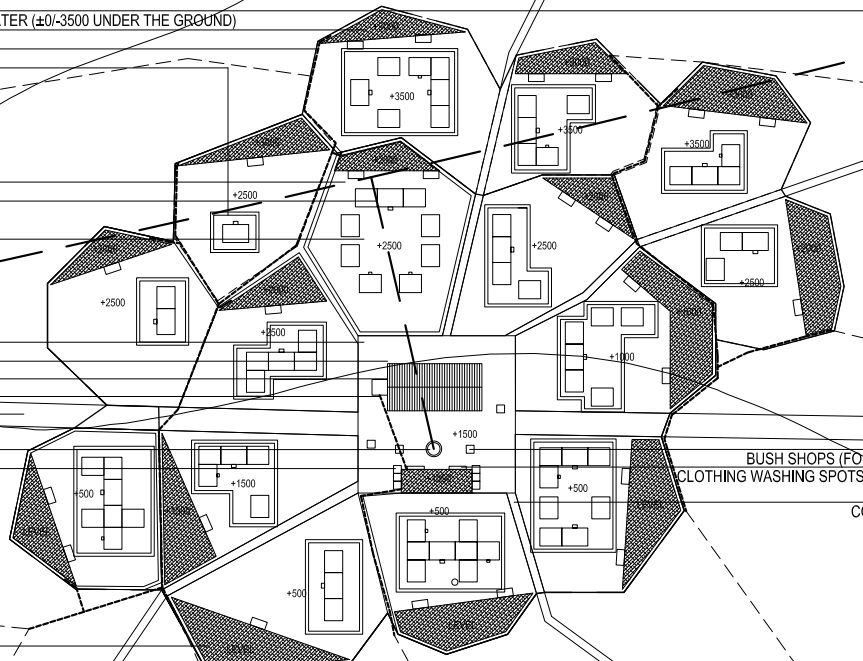 TER (±0/-3500 UNDER THE GROUND)
+3500
+3500
+3500
+2500
+2500
+2500
+2500
+2500
+2500
+1000
+1500
+500
+1500
+500
+500
+500
LEVEL
LEVEL
LEVEL
LEVEL
BUSH SHOPS (FO
CLOTHING WASHING SPOTS
CO